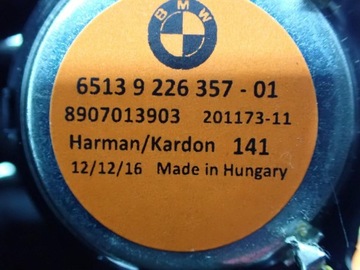 BMW
6513 9 226 357 - 01
8907013903 201173-11
Harman/Kardon 141
12/12/16 Made in Hungary